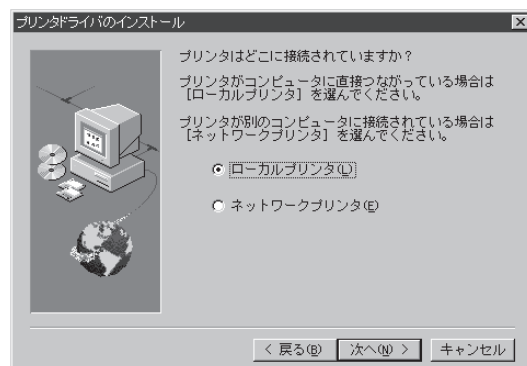 プリンタドライバのインストール
プリンタはどこに接続されていますか？
プリンタがコンピュータに直接つながっている場合は
［ローカルプリンタ］を選んでください。
プリンタが別のコンピュータに接続されている場合は
［ネットワークプリンタ］を選んでください。
ローカルプリンタ(L)
ネットワークプリンタ(E)
< 戻る(B) 次へ(N) > キャンセル